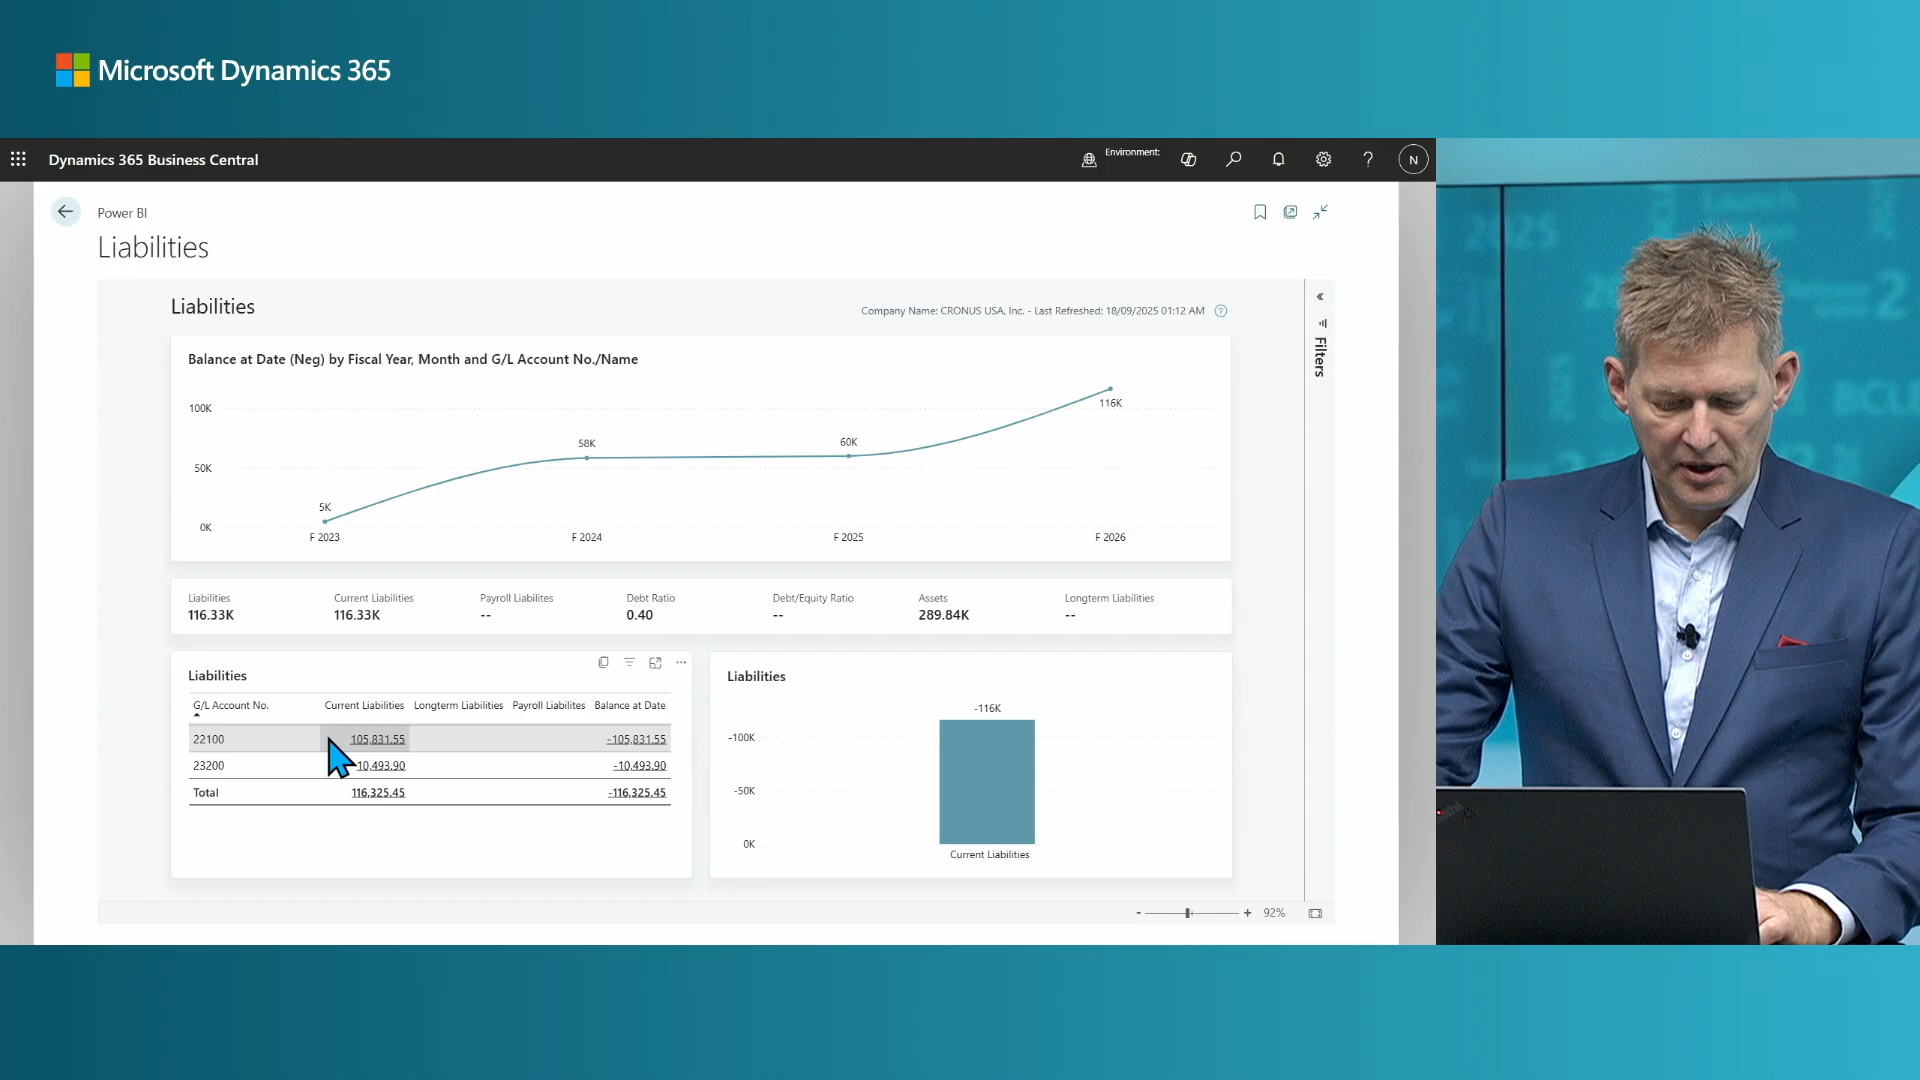 Microsoft Dynamics 365
Dynamics 365 Business Central
Environment:
?
N
Power BI
Liabilities
Liabilities
Company Name: CRONUS USA, Inc. - Last Refreshed: 18/09/2025 01:12 AM
?
Filters
Balance at Date (Neg) by Fiscal Year, Month and G/L Account No./Name
100K
50K
0K
5K
58K
60K
116K
F 2023
F 2024
F 2025
F 2026
Liabilities
116.33K
Current Liabilities
116.33K
Payroll Liabilites
--
Debt Ratio
0.40
Debt/Equity Ratio
--
Assets
289.84K
Longterm Liabilities
--
Liabilities
G/L Account No. Current Liabilities Longterm Liabilities Payroll Liabilites Balance at Date
22100 105,831.55 -105,831.55
23200 10,493.90 -10,493.90
Total 116,325.45 -116,325.45
Liabilities
-116K
-100K
-50K
0K
Current Liabilities
- + 92%
2025